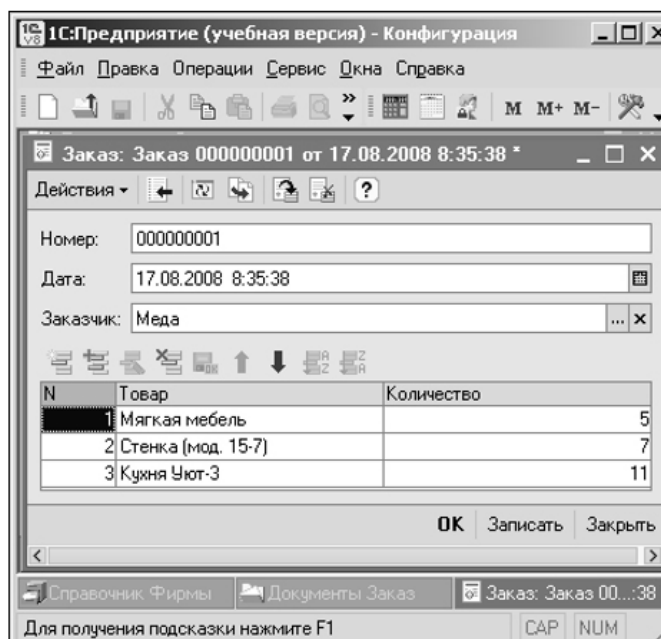 1С:Предприятие (учебная версия) - Конфигурация
Файл Правка Операции Сервис Окна Справка
M M+ M-
Заказ: Заказ 000000001 от 17.08.2008 8:35:38 *
Действия
Номер: 000000001
Дата: 17.08.2008 8:35:38
Заказчик: Меда ...
N Товар Количество
1 Мягкая мебель 5
2 Стенка (мод. 15-7) 7
3 Кухня Уют-3 11
OK Записать Закрыть
Справочник Фирмы Документы Заказ Заказ: Заказ 00...:38
Для получения подсказки нажмите F1 CAP NUM